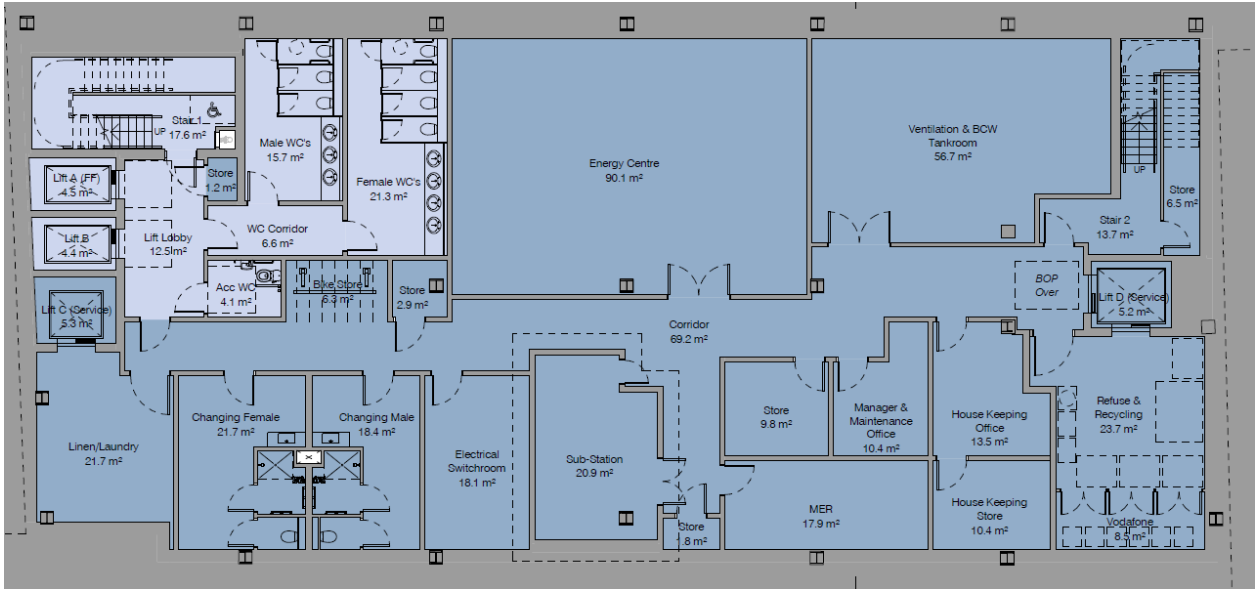 Stair 1
17.6 m²
UP
Male WC's
15.7 m²
Female WC's
21.3 m²
Energy Centre
90.1 m²
Ventilation & BCW
Tankroom
56.7 m²
UP
Store
6.5 m²
Stair 2
13.7 m²
Lift A (FF)
4.5 m²
Store
1.2 m²
Lift B
4.4 m²
Lift Lobby
12.5 m²
WC Corridor
6.6 m²
Acc WC
4.1 m²
Bike Store
6.3 m²
Store
2.9 m²
BOP
Over
Lift C (Service)
5.3 m²
Lift D (Service)
5.2 m²
Corridor
69.2 m²
Linen/Laundry
21.7 m²
Changing Female
21.7 m²
Changing Male
18.4 m²
Electrical
Switchroom
18.1 m²
Sub-Station
20.9 m²
Store
9.8 m²
Manager &
Maintenance
Office
10.4 m²
House Keeping
Office
13.5 m²
Refuse &
Recycling
23.7 m²
Store
1.8 m²
MER
17.9 m²
House Keeping
Store
10.4 m²
Vodafone
8.5 m²